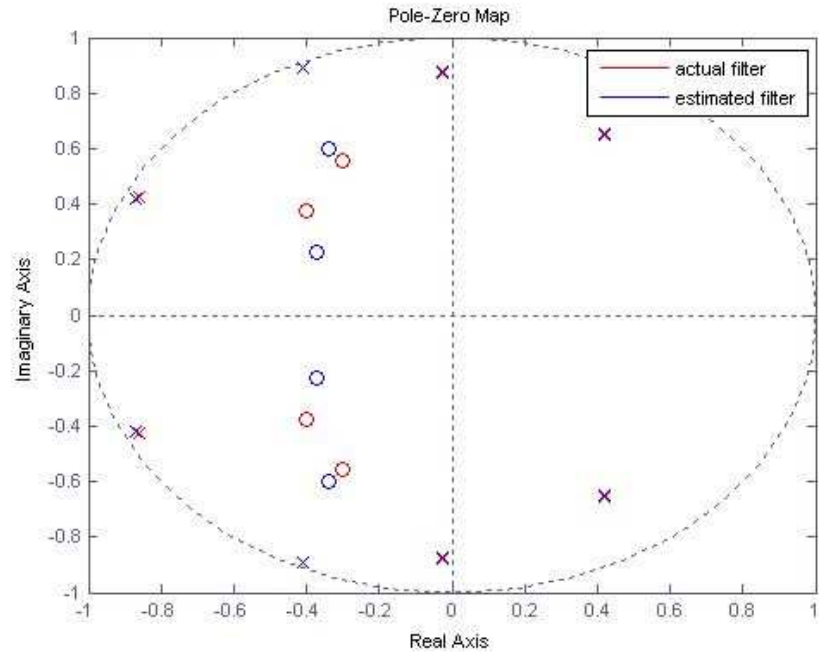 Pole-Zero Map
actual filter
estimated filter
Imaginary Axis
1
0.8
0.6
0.4
0.2
0
-0.2
-0.4
-0.6
-0.8
-1
-1 -0.8 -0.6 -0.4 -0.2 0 0.2 0.4 0.6 0.8 1
Real Axis